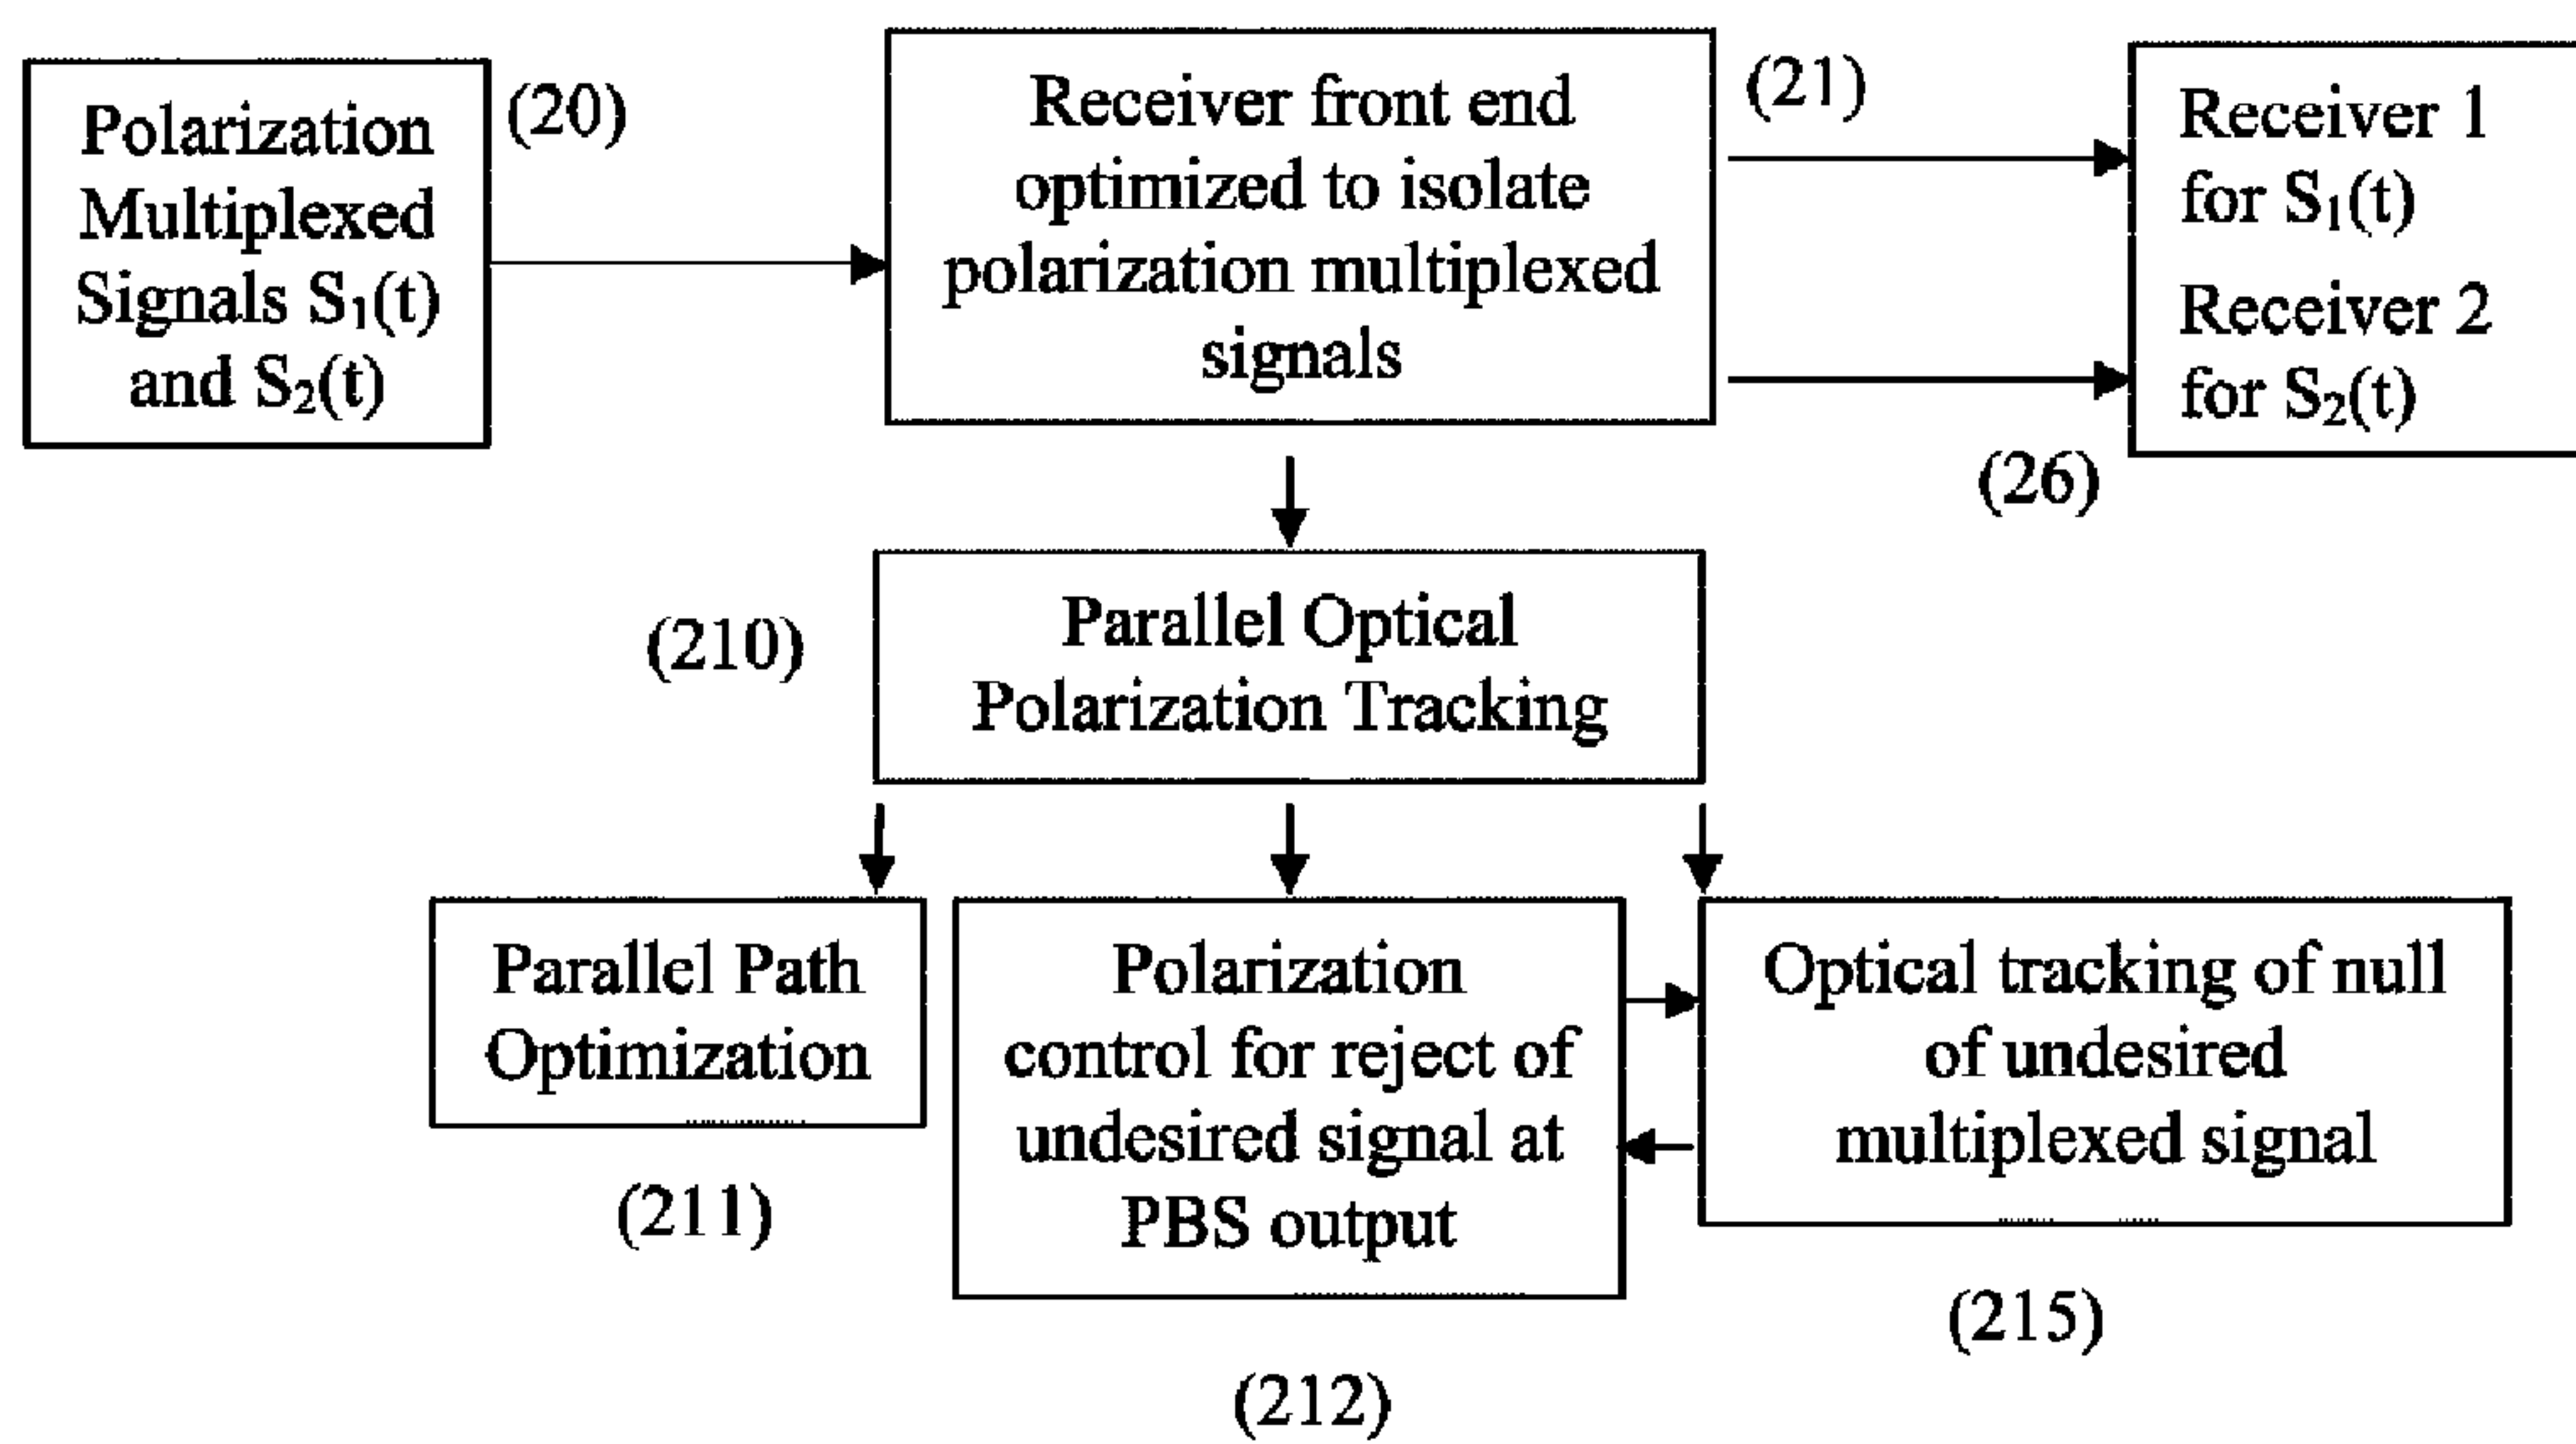 Polarization
Multiplexed
Signals S₁(t)
and S₂(t)
(20)
Receiver front end
optimized to isolate
polarization multiplexed
signals
(21)
Receiver 1
for S₁(t)
Receiver 2
for S₂(t)
(26)
(210)
Parallel Optical
Polarization Tracking
Parallel Path
Optimization
(211)
Polarization
control for reject of
undesired signal at
PBS output
(212)
Optical tracking of null
of undesired
multiplexed signal
(215)